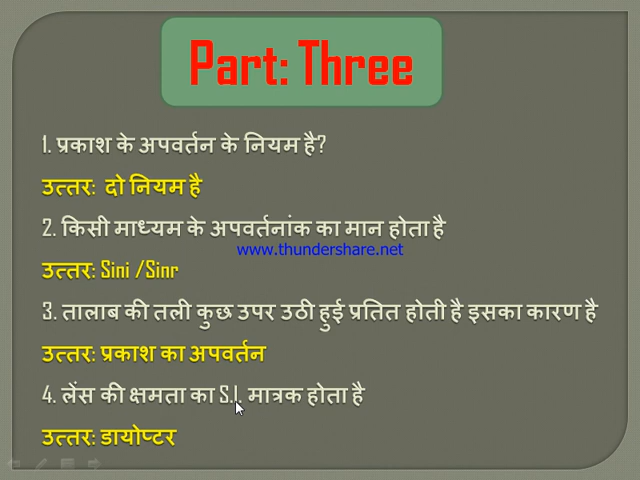 Part: Three
1. प्रकाश के अपवर्तन के नियम है?
उत्तर: दो नियम है
2. किसी माध्यम के अपवर्तनांक का मान होता है
www.thundershare.net
उत्तर: Sini /Sinr
3. तालाब की तली कुछ उपर उठी हुई प्रतित होती है इसका कारण है
उत्तर: प्रकाश का अपवर्तन
4. लेंस की क्षमता का S.I. मात्रक होता है
उत्तर: डायोप्टर